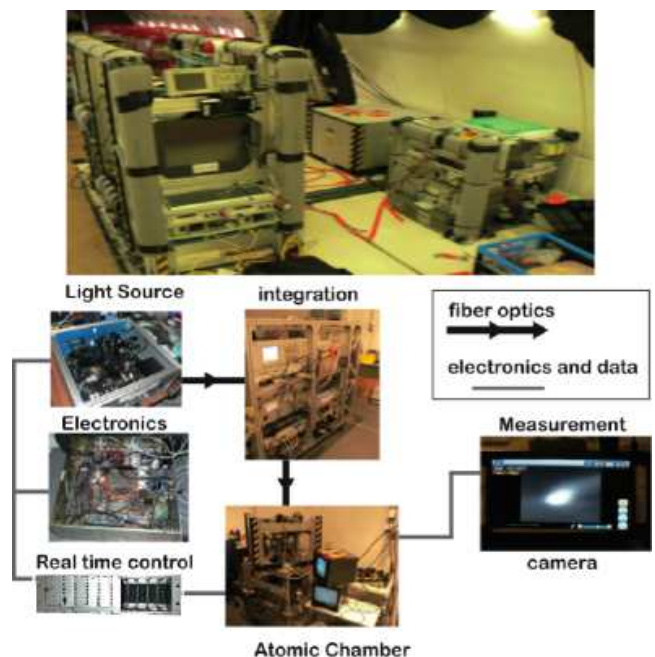 Light Source
integration
fiber optics
electronics and data
Electronics
Measurement
Real time control
camera
Atomic Chamber